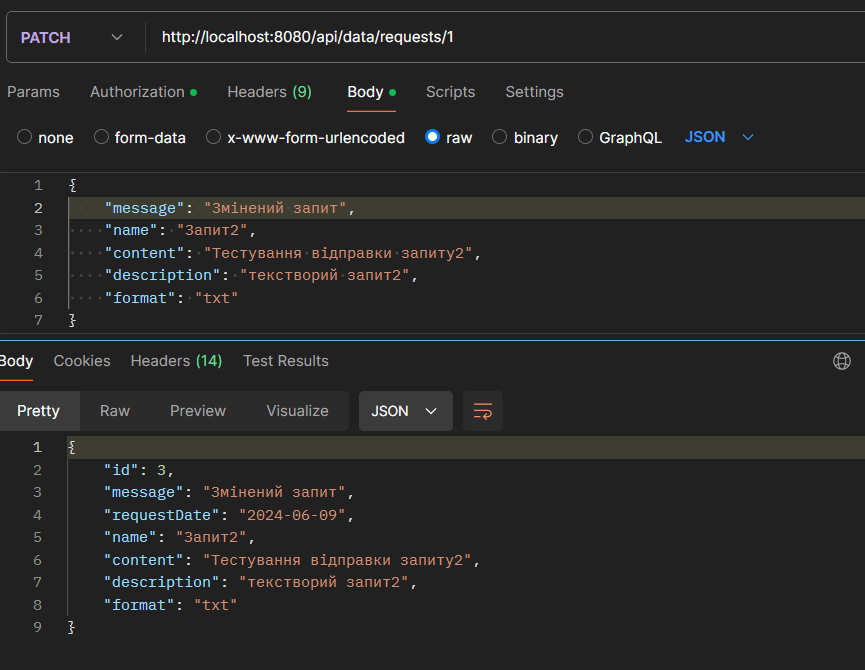 PATCH http://localhost:8080/api/data/requests/1
Params Authorization Headers (9) Body Scripts Settings
none form-data x-www-form-urlencoded raw binary GraphQL JSON
1 {
2 "message": "Змінений запит",
3 "name": "Запит2",
4 "content": "Тестування відправки запиту2",
5 "description": "текстворий запит2",
6 "format": "txt"
7 }
Body Cookies Headers (14) Test Results
Pretty Raw Preview Visualize JSON
1 {
2 "id": 3,
3 "message": "Змінений запит",
4 "requestDate": "2024-06-09",
5 "name": "Запит2",
6 "content": "Тестування відправки запиту2",
7 "description": "текстворий запит2",
8 "format": "txt"
9 }